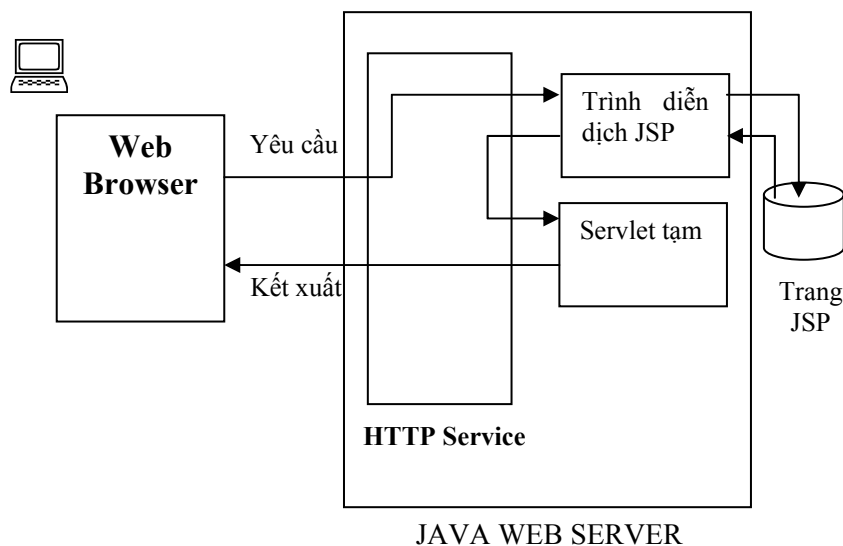 Web
Browser
Yêu cầu
Kết xuất
HTTP Service
Trình diễn
dịch JSP
Servlet tạm
Trang
JSP
JAVA WEB SERVER